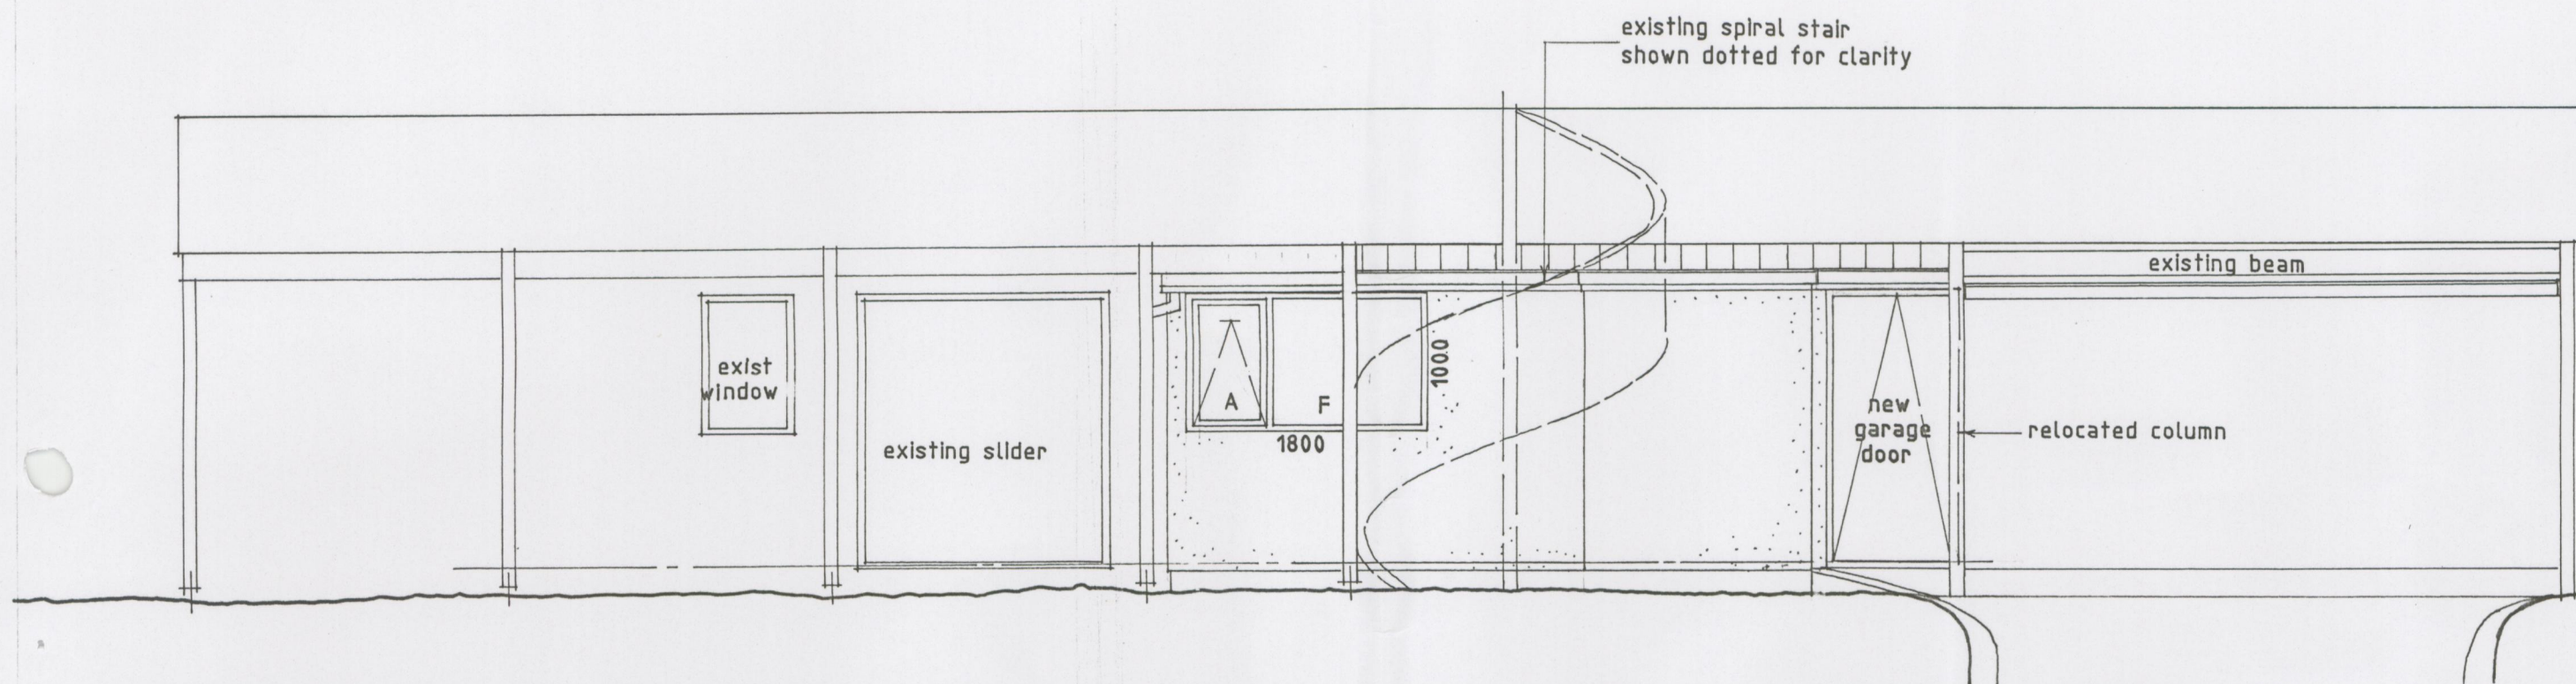 existing spiral stair
shown dotted for clarity
existing beam
exist
window
existing slider
A
F
1000
1800
new
garage
door
relocated column